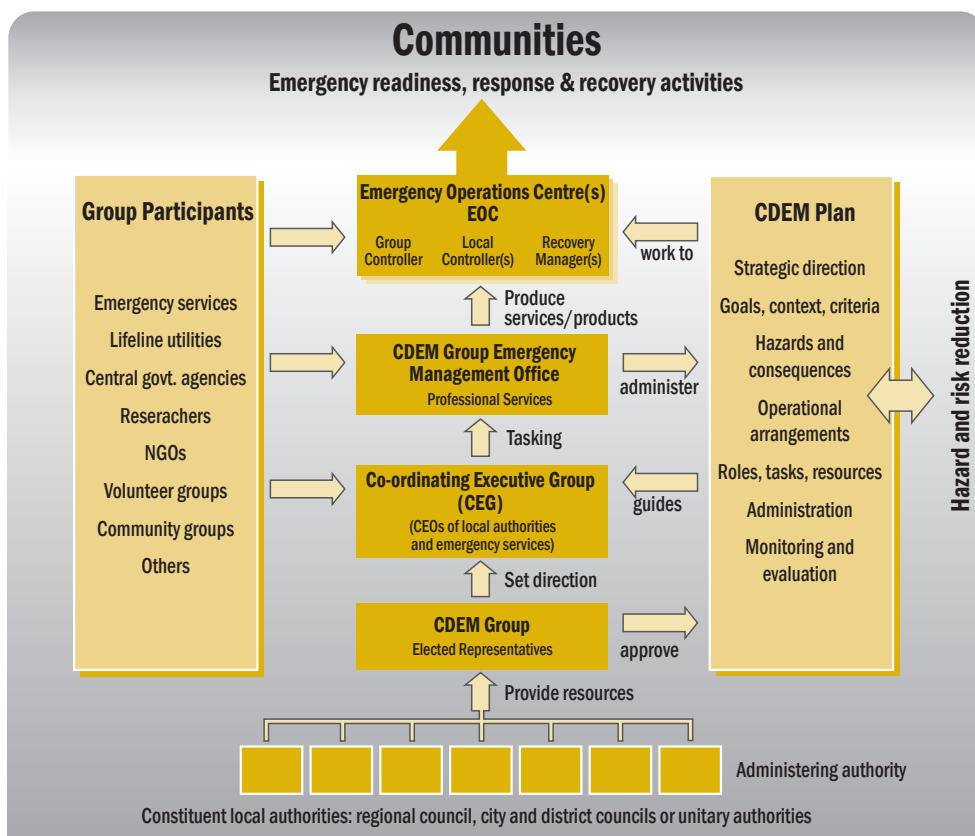 Communities
Emergency readiness, response & recovery activities
Group Participants
Emergency services
Lifeline utilities
Central govt. agencies
Reserachers
NGOs
Volunteer groups
Community groups
Others
Emergency Operations Centre(s)
EOC
Group
Controller
Local
Controller(s)
Recovery
Manager(s)
work to
Produce
services/products
CDEM Group Emergency
Management Office
Professional Services
administer
Tasking
Co-ordinating Executive Group
(CEG)
(CEOs of local authorities
and emergency services)
guides
Set direction
CDEM Group
Elected Representatives
approve
Provide resources
CDEM Plan
Strategic direction
Goals, context, criteria
Hazards and
consequences
Operational
arrangements
Roles, tasks, resources
Administration
Monitoring and
evaluation
Hazard and risk reduction
Administering authority
Constituent local authorities: regional council, city and district councils or unitary authorities